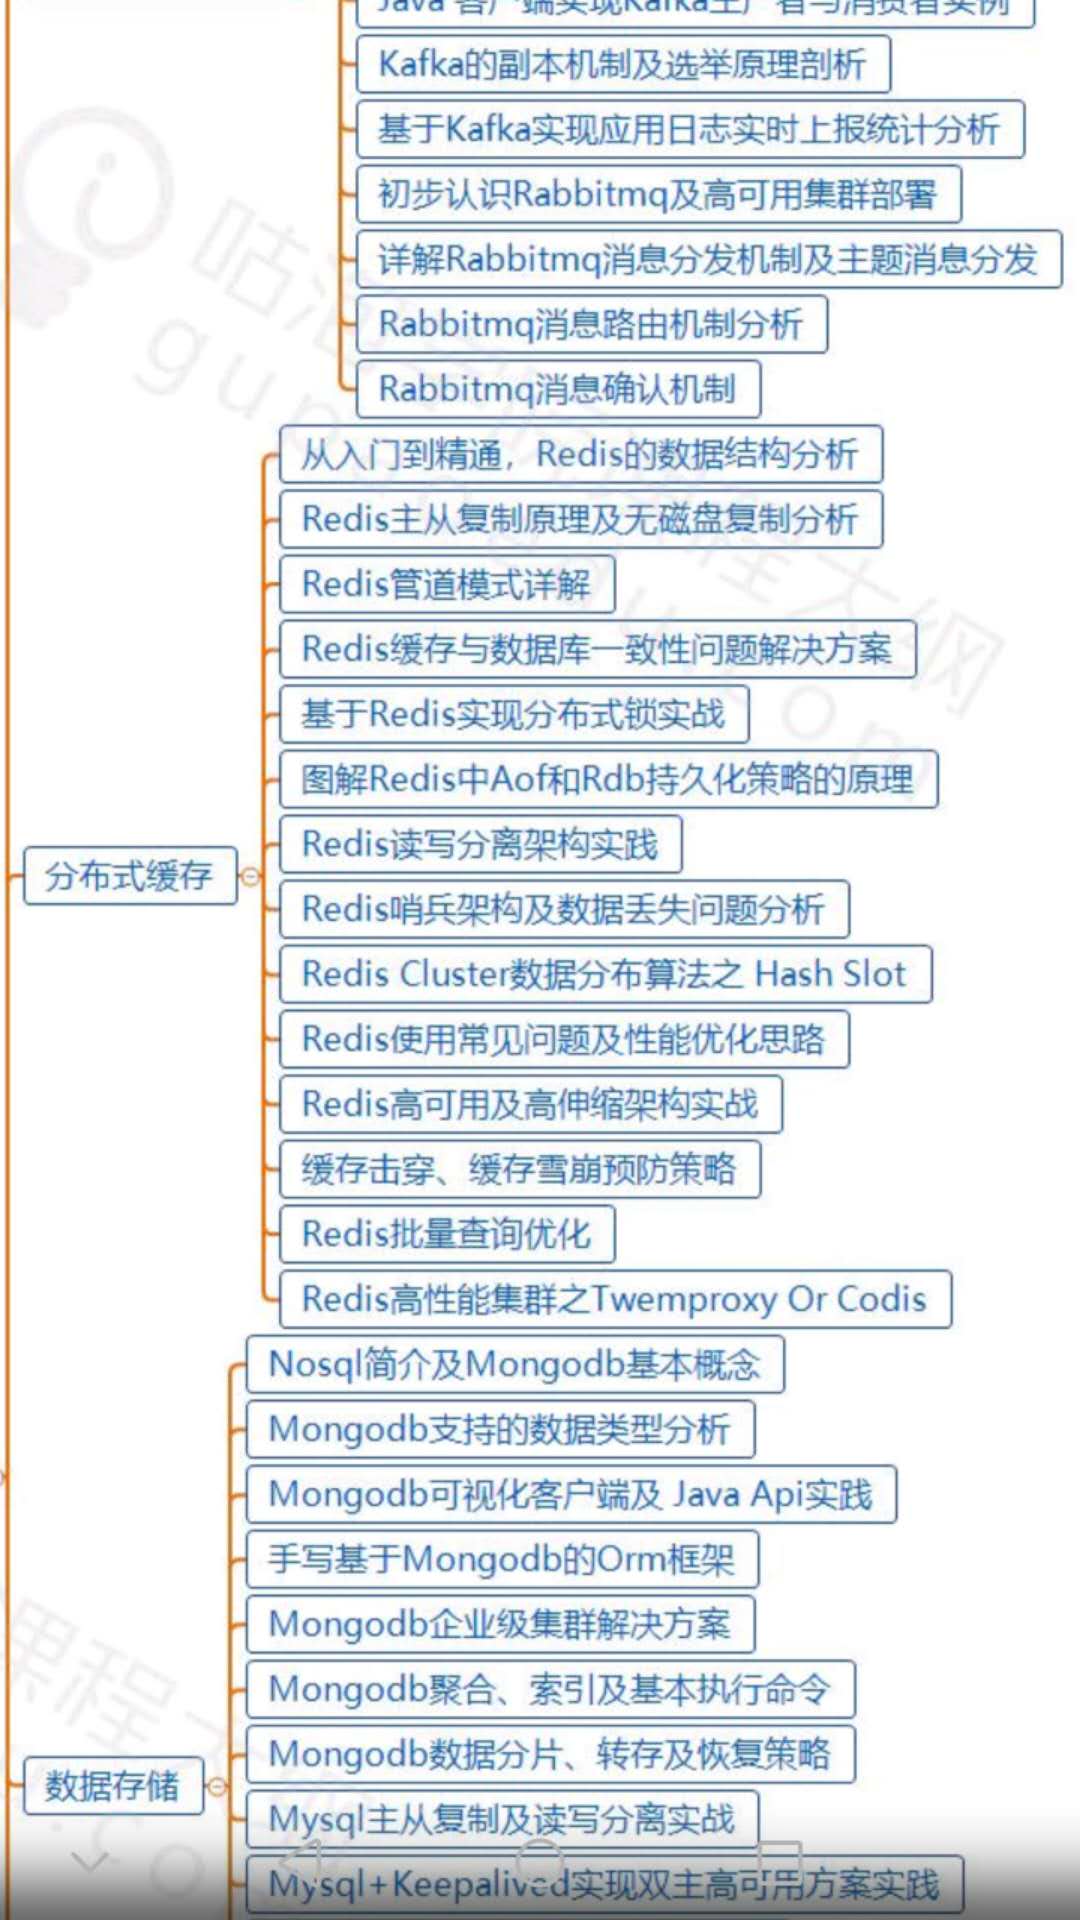 Java 客户端实现Kafka生产者与消费者实例
Kafka的副本机制及选举原理剖析
基于Kafka实现应用日志实时上报统计分析
初步认识Rabbitmq及高可用集群部署
详解Rabbitmq消息分发机制及主题消息分发
Rabbitmq消息路由机制分析
Rabbitmq消息确认机制
分布式缓存
从入门到精通，Redis的数据结构分析
Redis主从复制原理及无磁盘复制分析
Redis管道模式详解
Redis缓存与数据库一致性问题解决方案
基于Redis实现分布式锁实战
图解Redis中Aof和Rdb持久化策略的原理
Redis读写分离架构实践
Redis哨兵架构及数据丢失问题分析
Redis Cluster数据分布算法之 Hash Slot
Redis使用常见问题及性能优化思路
Redis高可用及高伸缩架构实战
缓存击穿、缓存雪崩预防策略
Redis批量查询优化
Redis高性能集群之Twemproxy Or Codis
数据存储
Nosql简介及Mongodb基本概念
Mongodb支持的数据类型分析
Mongodb可视化客户端及 Java Api实践
手写基于Mongodb的Orm框架
Mongodb企业级集群解决方案
Mongodb聚合、索引及基本执行命令
Mongodb数据分片、转存及恢复策略
Mysql主从复制及读写分离实战
Mysql+Keepalived实现双主高可用方案实践